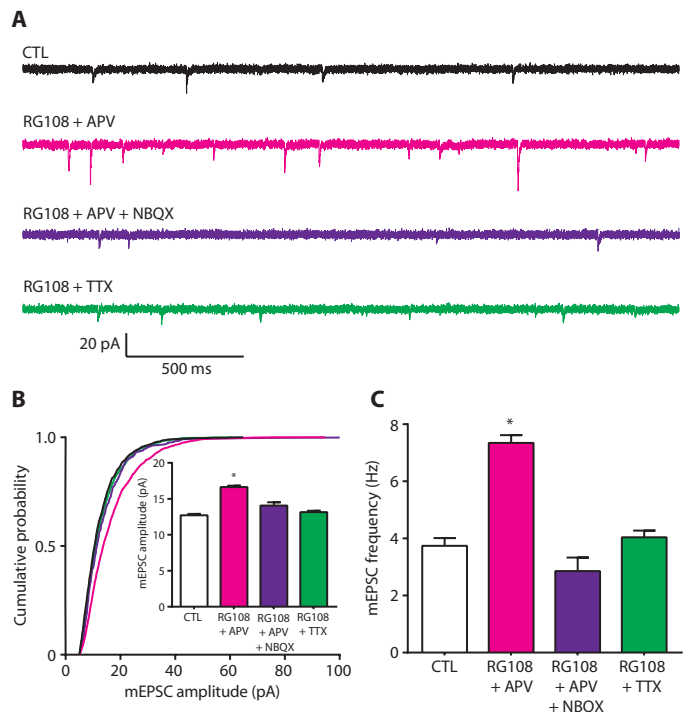 A
CTL
RG108 + APV
RG108 + APV + NBQX
RG108 + TTX
20 pA
500 ms
B
Cumulative probability
1.0
0.5
0
20
40
60
80
100
mEPSC amplitude (pA)
mEPSC amplitude (pA)
20
15
10
5
0
*
CTL
RG108
+ APV
RG108
+ APV
+ NBQX
RG108
+ TTX
C
mEPSC frequency (Hz)
8
6
4
2
0
*
CTL
RG108
+ APV
RG108
+ APV
+ NBQX
RG108
+ TTX